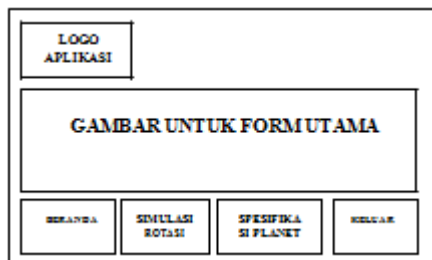 LOGO
APLIKASI
GAMBAR UNTUK FORM UTAMA
BERANDA
SIMULASI
ROTASI
SPESIFIKA
SI PLANET
KELUAR